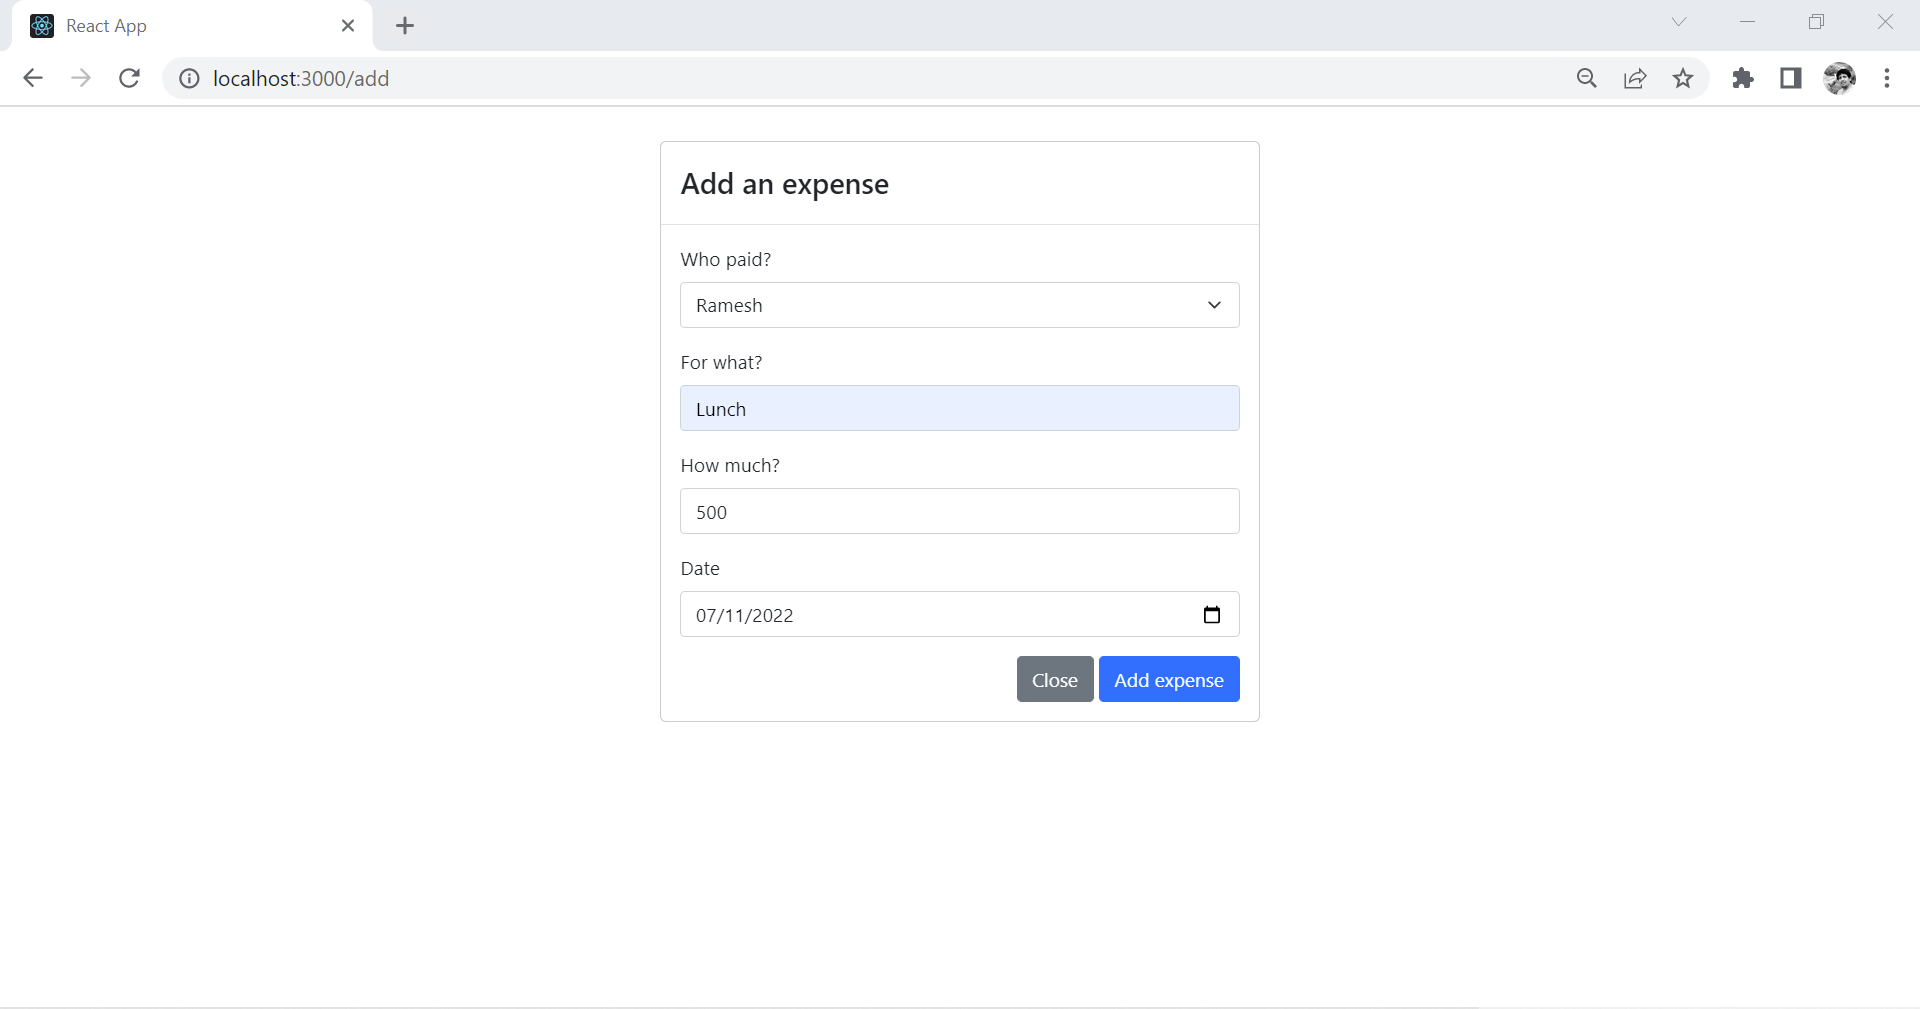 React App
localhost:3000/add
Add an expense
Who paid?
Ramesh
For what?
Lunch
How much?
500
Date
07/11/2022
Close Add expense